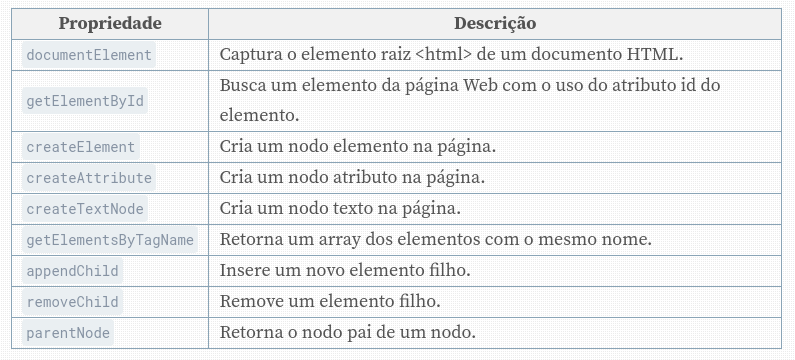 Propriedade Descrição
documentElement Captura o elemento raiz <html> de um documento HTML.
getElementById Busca um elemento da página Web com o uso do atributo id do
elemento.
createElement Cria um nodo elemento na página.
createAttribute Cria um nodo atributo na página.
createTextNode Cria um nodo texto na página.
getElementsByTagName Retorna um array dos elementos com o mesmo nome.
appendChild Insere um novo elemento filho.
removeChild Remove um elemento filho.
parentNode Retorna o nodo pai de um nodo.